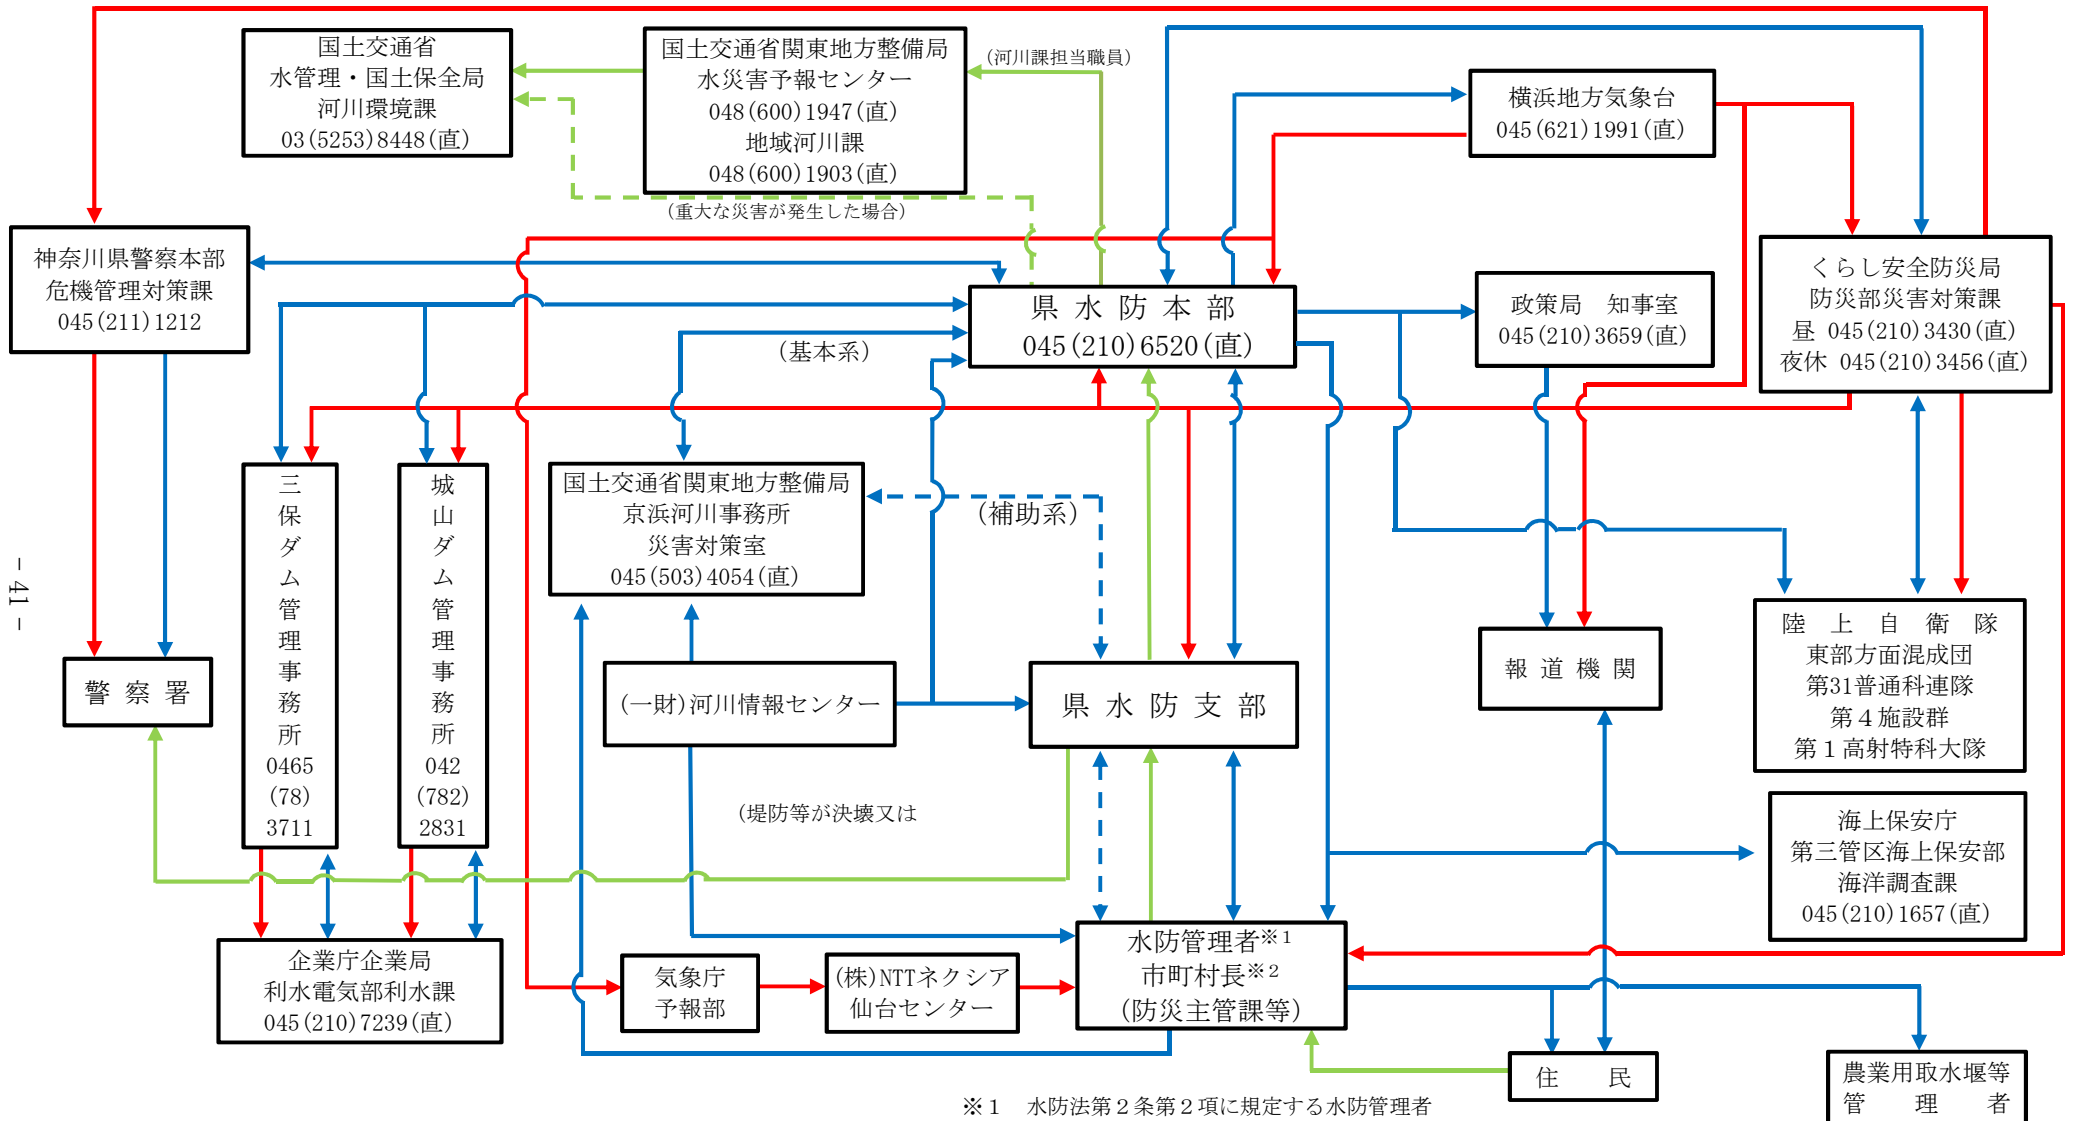 国土交通省
水管理・国土保全局
河川環境課
03(5253)8448(直)
国土交通省関東地方整備局
水災害予報センター
048(600)1947(直)
地域河川課
048(600)1903(直)
(河川課担当職員)
(重大な災害が発生した場合)
横浜地方気象台
045(621)1991(直)
神奈川県警察本部
危機管理対策課
045(211)1212
県水防本部
045(210)6520(直)
(基本系)
政策局　知事室
045(210)3659(直)
くらし安全防災局
防災部災害対策課
昼 045(210)3430(直)
夜休 045(210)3456(直)
三保ダム管理事務所
0465
(78)
3711
城山ダム管理事務所
042
(782)
2831
国土交通省関東地方整備局
京浜河川事務所
災害対策室
045(503)4054(直)
(補助系)
－41－
警察署
(一財)河川情報センター
県水防支部
報道機関
陸上自衛隊
東部方面混成団
第31普通科連隊
第４施設群
第１高射特科大隊
(堤防等が決壊又は
海上保安庁
第三管区海上保安部
海洋調査課
045(210)1657(直)
企業庁企業局
利水電気部利水課
045(210)7239(直)
気象庁
予報部
(株)NTTネクシア
仙台センター
水防管理者※1
市町村長※2
(防災主管課等)
住　民
農業用取水堰等
管　理　者
※１　水防法第２条第２項に規定する水防管理者